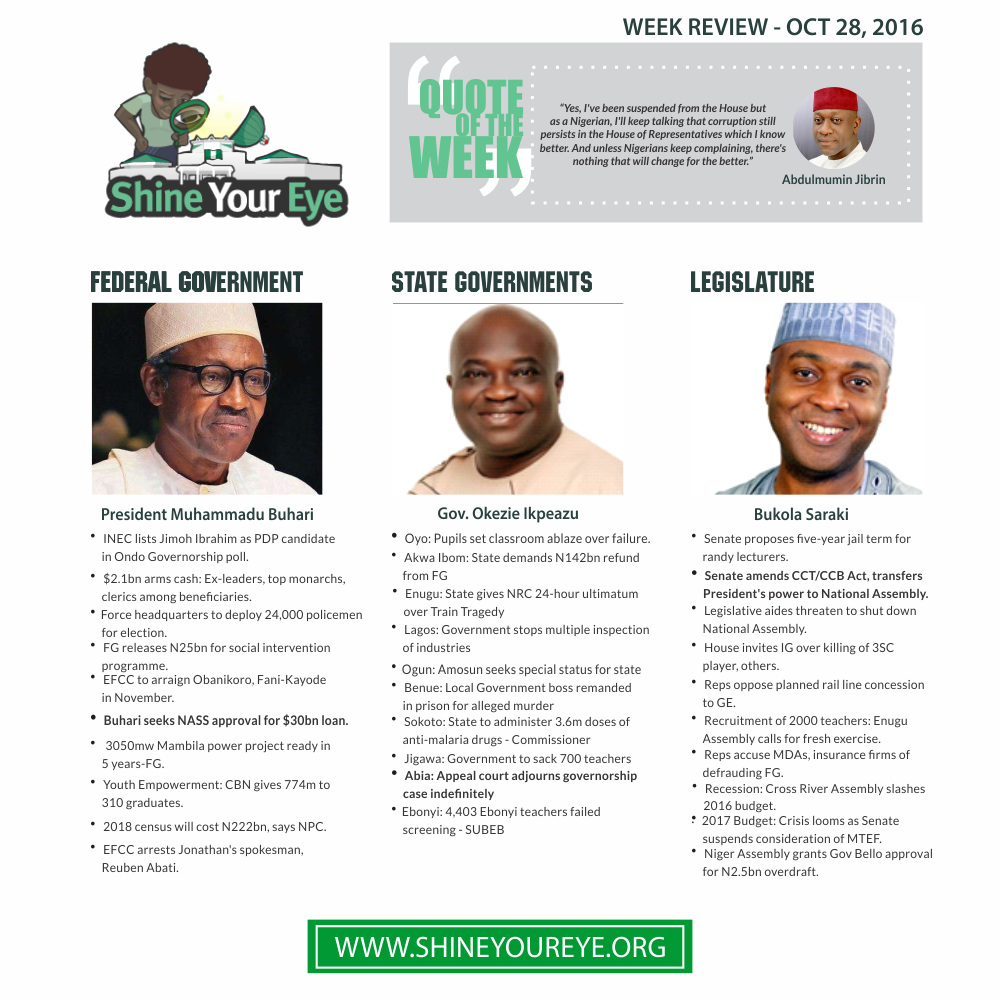 WEEK REVIEW - OCT 28, 2016
Shine Your Eye
QUOTE
OF THE
WEEK
“Yes, I've been suspended from the House but
as a Nigerian, I'll keep talking that corruption still
persists in the House of Representatives which I know
better. And unless Nigerians keep complaining, there's
nothing that will change for the better.”
Abdulmumin Jibrin
FEDERAL GOVERNMENT
President Muhammadu Buhari
• INEC lists Jimoh Ibrahim as PDP candidate
in Ondo Governorship poll.
• $2.1bn arms cash: Ex-leaders, top monarchs,
clerics among beneficiaries.
• Force headquarters to deploy 24,000 policemen
for election.
• FG releases N25bn for social intervention
programme.
• EFCC to arraign Obanikoro, Fani-Kayode
in November.
• Buhari seeks NASS approval for $30bn loan.
• 3050mw Mambila power project ready in
5 years-FG.
• Youth Empowerment: CBN gives 774m to
310 graduates.
• 2018 census will cost N222bn, says NPC.
• EFCC arrests Jonathan's spokesman,
Reuben Abati.
STATE GOVERNMENTS
Gov. Okezie Ikpeazu
• Oyo: Pupils set classroom ablaze over failure.
• Akwa Ibom: State demands N142bn refund
from FG
• Enugu: State gives NRC 24-hour ultimatum
over Train Tragedy
• Lagos: Government stops multiple inspection
of industries
• Ogun: Amosun seeks special status for state
• Benue: Local Government boss remanded
in prison for alleged murder
• Sokoto: State to administer 3.6m doses of
anti-malaria drugs - Commissioner
• Jigawa: Government to sack 700 teachers
• Abia: Appeal court adjourns governorship
case indefinitely
• Ebonyi: 4,403 Ebonyi teachers failed
screening - SUBEB
LEGISLATURE
Bukola Saraki
• Senate proposes five-year jail term for
randy lecturers.
• Senate amends CCT/CCB Act, transfers
President's power to National Assembly.
• Legislative aides threaten to shut down
National Assembly.
• House invites IG over killing of 3SC
player, others.
• Reps oppose planned rail line concession
to GE.
• Recruitment of 2000 teachers: Enugu
Assembly calls for fresh exercise.
• Reps accuse MDAs, insurance firms of
defrauding FG.
• Recession: Cross River Assembly slashes
2016 budget.
• 2017 Budget: Crisis looms as Senate
suspends consideration of MTEF.
• Niger Assembly grants Gov Bello approval
for N2.5bn overdraft.
WWW.SHINEYOUREYE.ORG